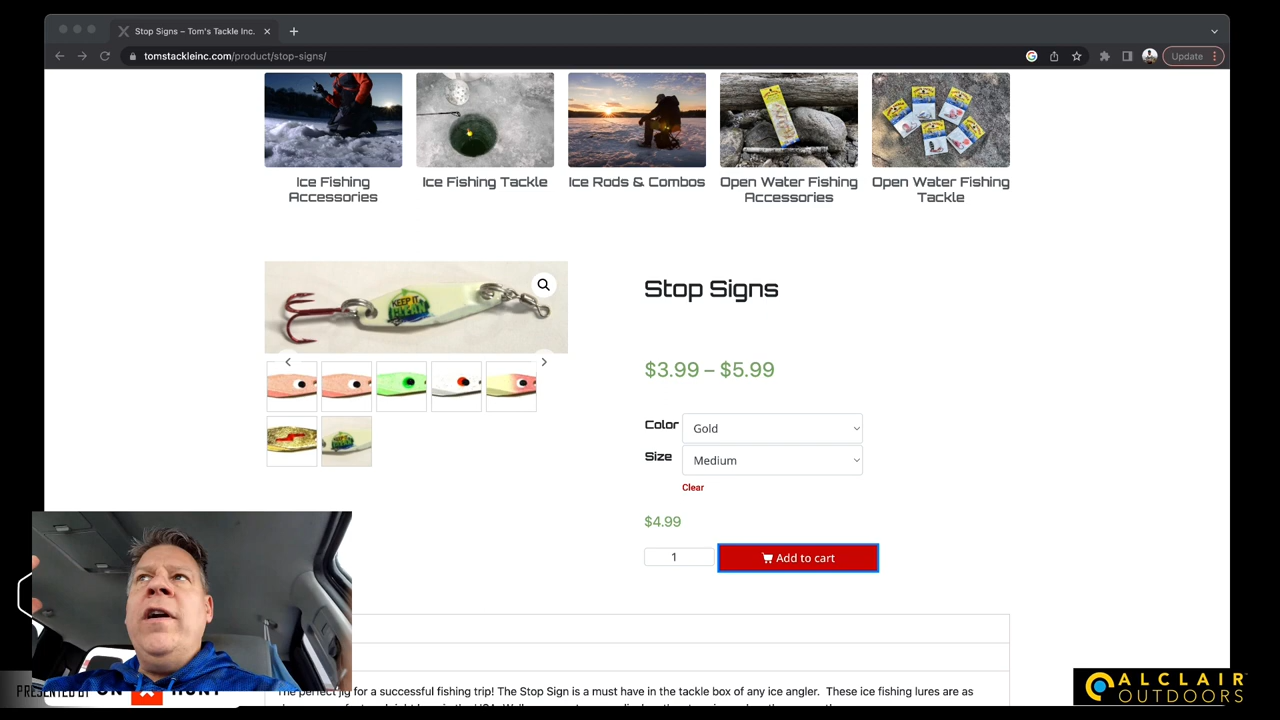 Stop Signs – Tom's Tackle Inc.
tomstackleinc.com/product/stop-signs/
Update
Ice Fishing Accessories
Ice Fishing Tackle
Ice Rods & Combos
Open Water Fishing Accessories
Open Water Fishing Tackle
KEEP IT CLEAN
Stop Signs
$3.99 – $5.99
Color
Gold
Size
Medium
Clear
$4.99
1
Add to cart
The perfect jig for a successful fishing trip! The Stop Sign is a must have in the tackle box of any ice angler. These ice fishing lures are as
PRESENTED BY
HUNT
ALCLAIR
OUTDOORS